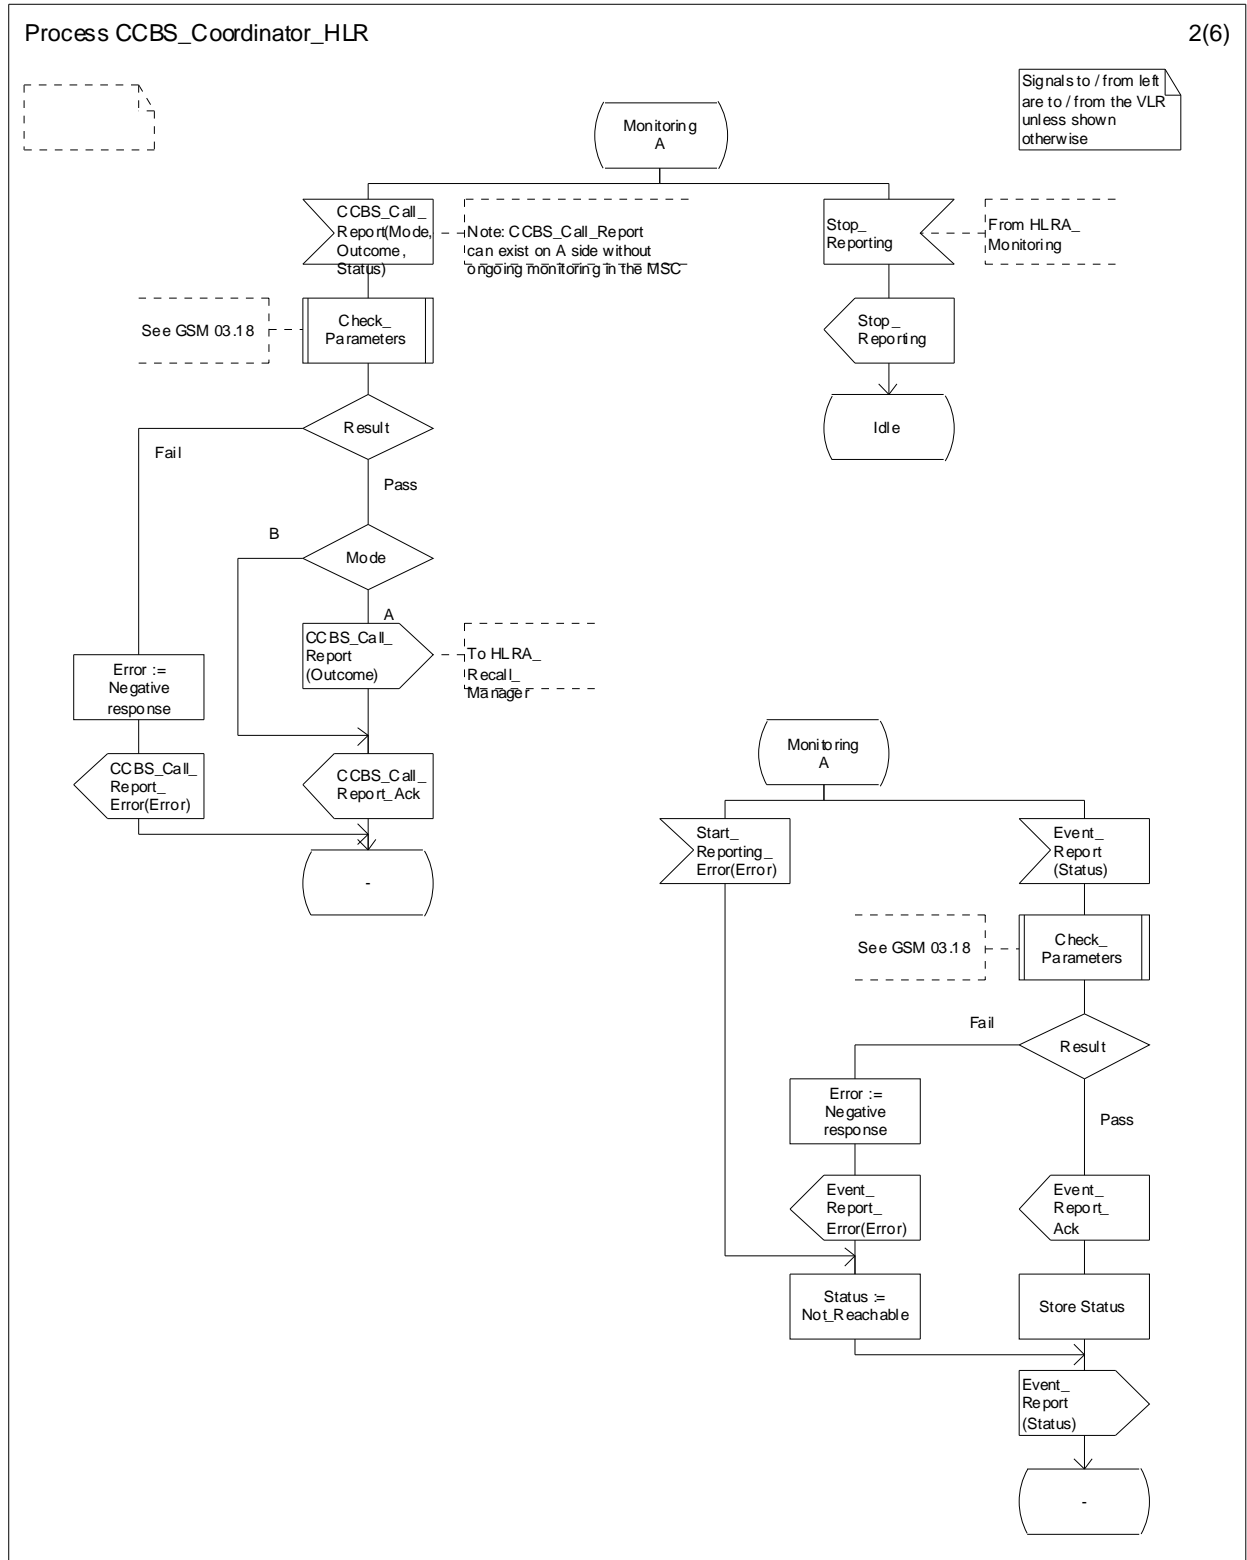 Process CCBS_Coordinator_HLR
2(6)
Signals to / from left
are to / from the VLR
unless shown
otherwise
Monitoring
A
CCBS_Call_
Report(Mode,
Outcome,
Status)
Note: CCBS_Call_Report
can exist on A side without
ongoing monitoring in the MSC
Stop_
Reporting
From HLRA_
Monitoring
See GSM 03.18
Check_
Parameters
Stop_
Reporting
Result
Idle
Fail
Pass
B
Mode
A
CCBS_Call_
Report
(Outcome)
To HLRA_
Recall_
Manager
Error :=
Negative
response
CCBS_Call_
Report_
Error(Error)
CCBS_Call_
Report_Ack
-
Monitoring
A
Start_
Reporting_
Error(Error)
Event_
Report
(Status)
See GSM 03.18
Check_
Parameters
Fail
Result
Error :=
Negative
response
Pass
Event_
Report_
Error(Error)
Event_
Report_
Ack
Status :=
Not_Reachable
Store Status
Event_
Report
(Status)
-